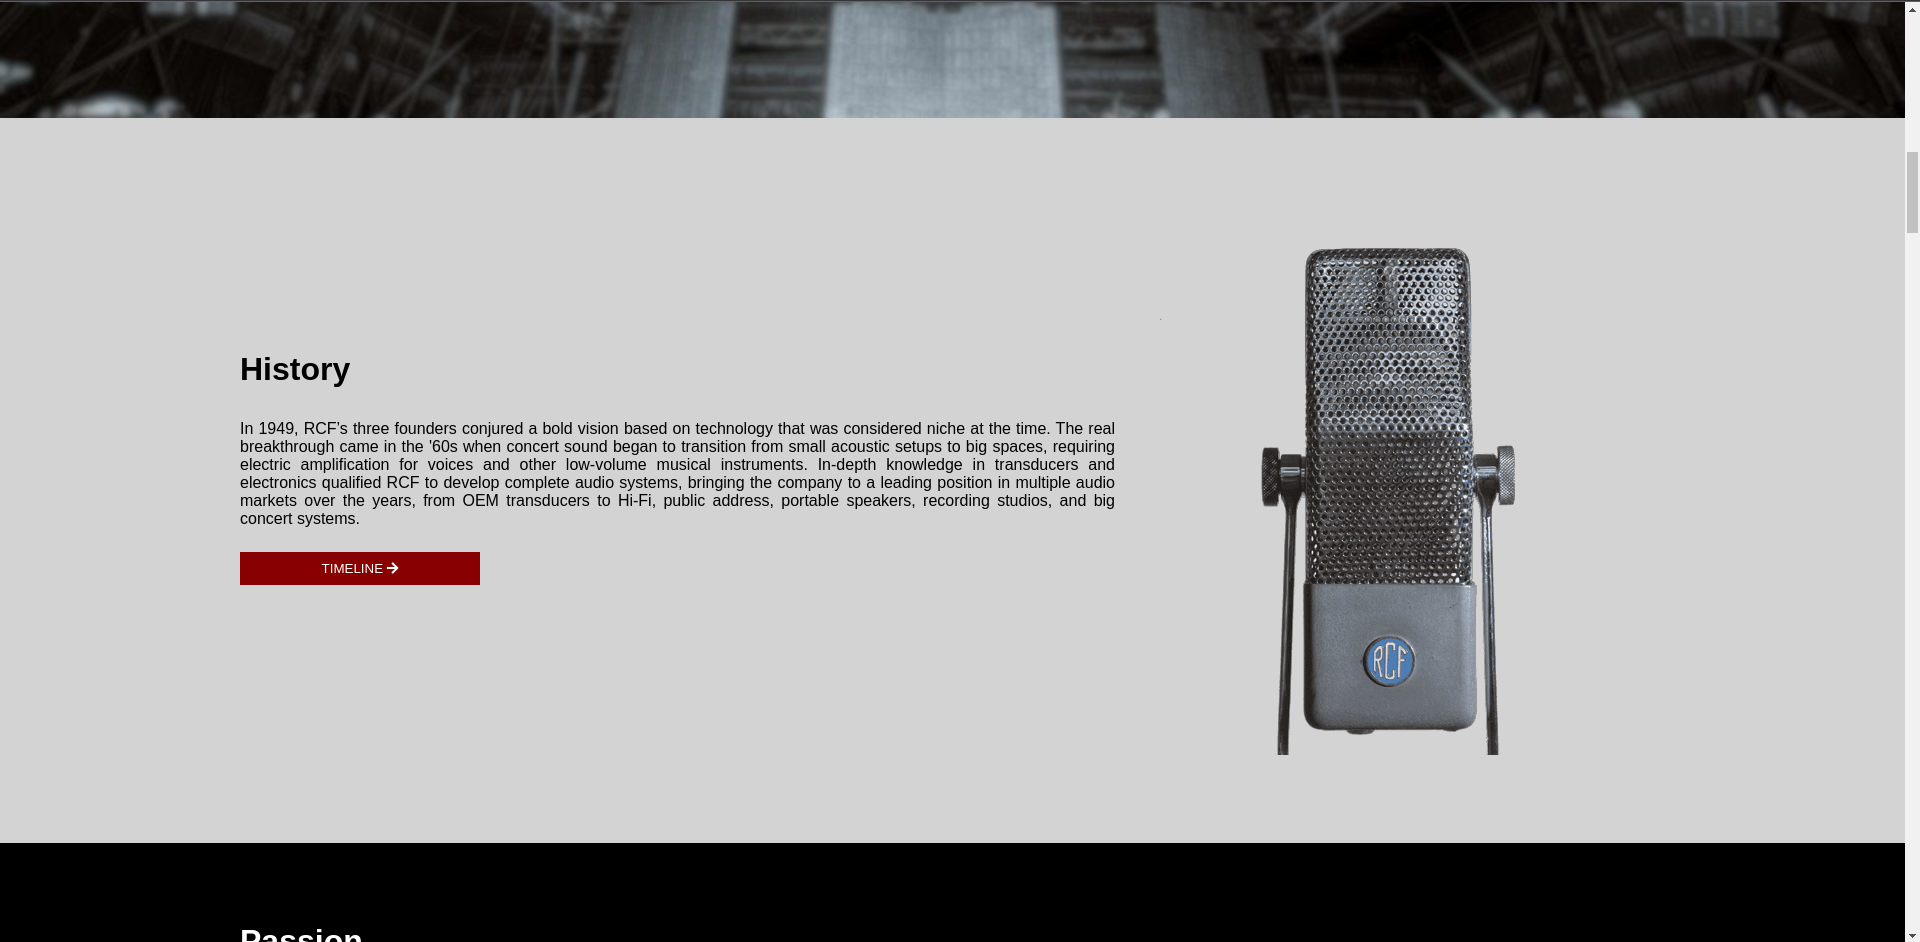 History
In 1949, RCF’s three founders conjured a bold vision based on technology that was considered niche at the time. The real
breakthrough came in the '60s when concert sound began to transition from small acoustic setups to big spaces, requiring
electric amplification for voices and other low-volume musical instruments. In-depth knowledge in transducers and
electronics qualified RCF to develop complete audio systems, bringing the company to a leading position in multiple audio
markets over the years, from OEM transducers to Hi-Fi, public address, portable speakers, recording studios, and big
concert systems.
TIMELINE
RCF
Passion